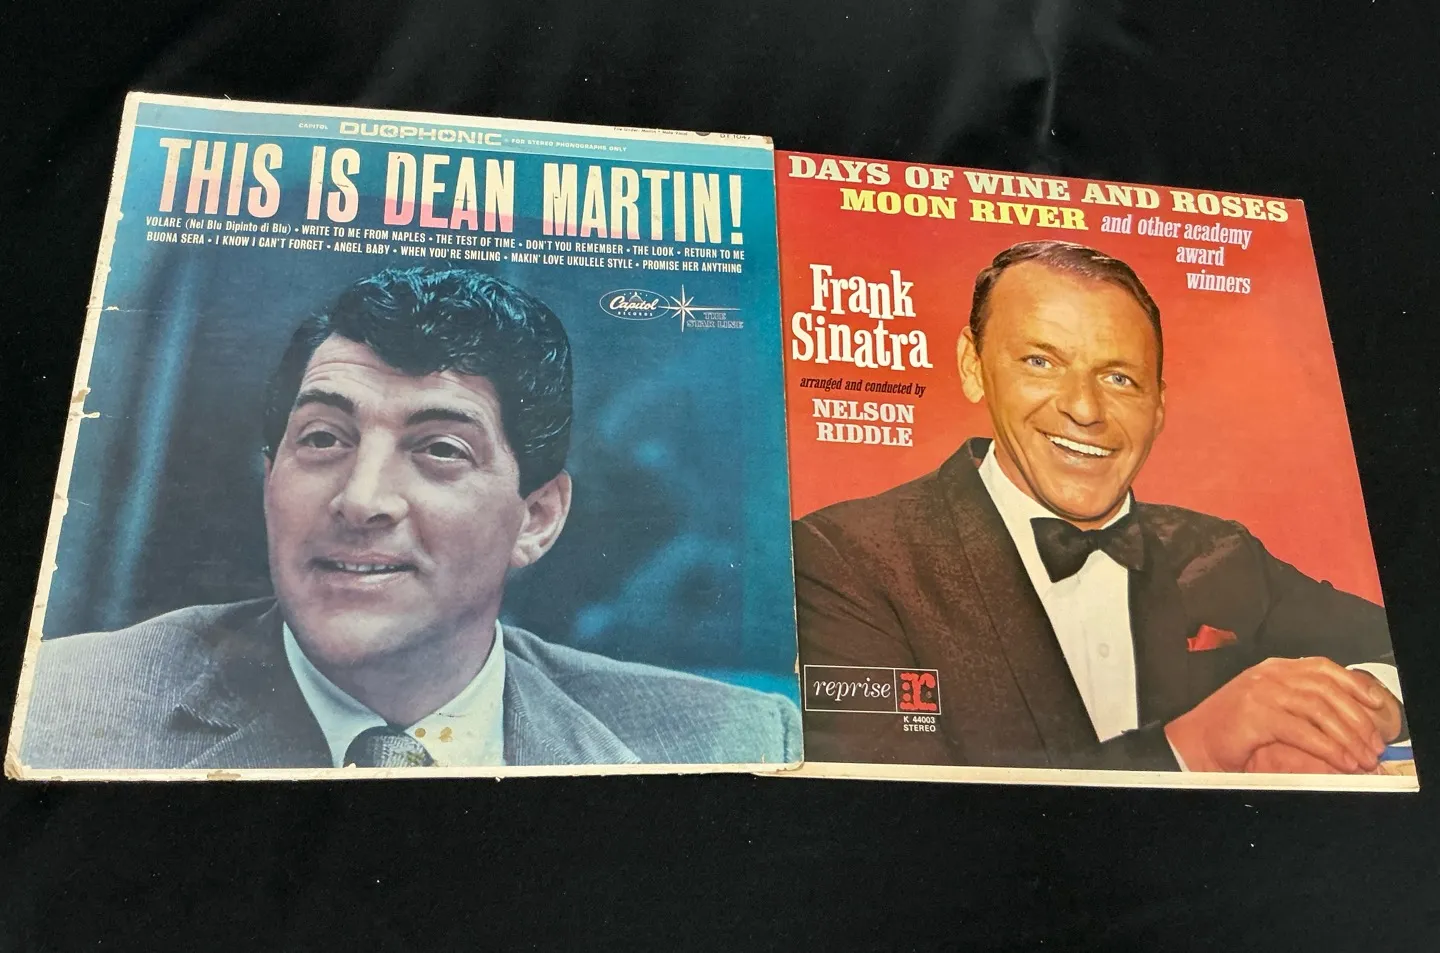 CAPITOL DUOPHONIC FOR STEREO PHONOGRAPHS ONLY
THIS IS DEAN MARTIN!
VOLARE (Nel Blu Dipinto di Blu) • WRITE TO ME FROM NAPLES • THE TEST OF TIME • DON'T YOU REMEMBER • THE LOOK • RETURN TO ME
BUONA SERA • I KNOW I CAN'T FORGET • ANGEL BABY • WHEN YOU'RE SMILING • MAKIN' LOVE UKULELE STYLE • PROMISE HER ANYTHING
Capitol
RECORDS
THE
STAR LINE
DAYS OF WINE AND ROSES
MOON RIVER and other academy
award
winners
Frank
Sinatra
arranged and conducted by
NELSON
RIDDLE
reprise r
K 44003
STEREO